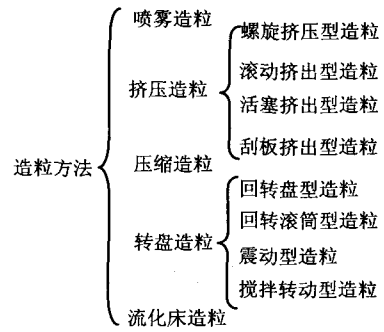 造粒方法
喷雾造粒
挤压造粒
螺旋挤压型造粒
滚动挤出型造粒
活塞挤出型造粒
刮板挤出型造粒
压缩造粒
转盘造粒
回转盘型造粒
回转滚筒型造粒
震动型造粒
搅拌转动型造粒
流化床造粒